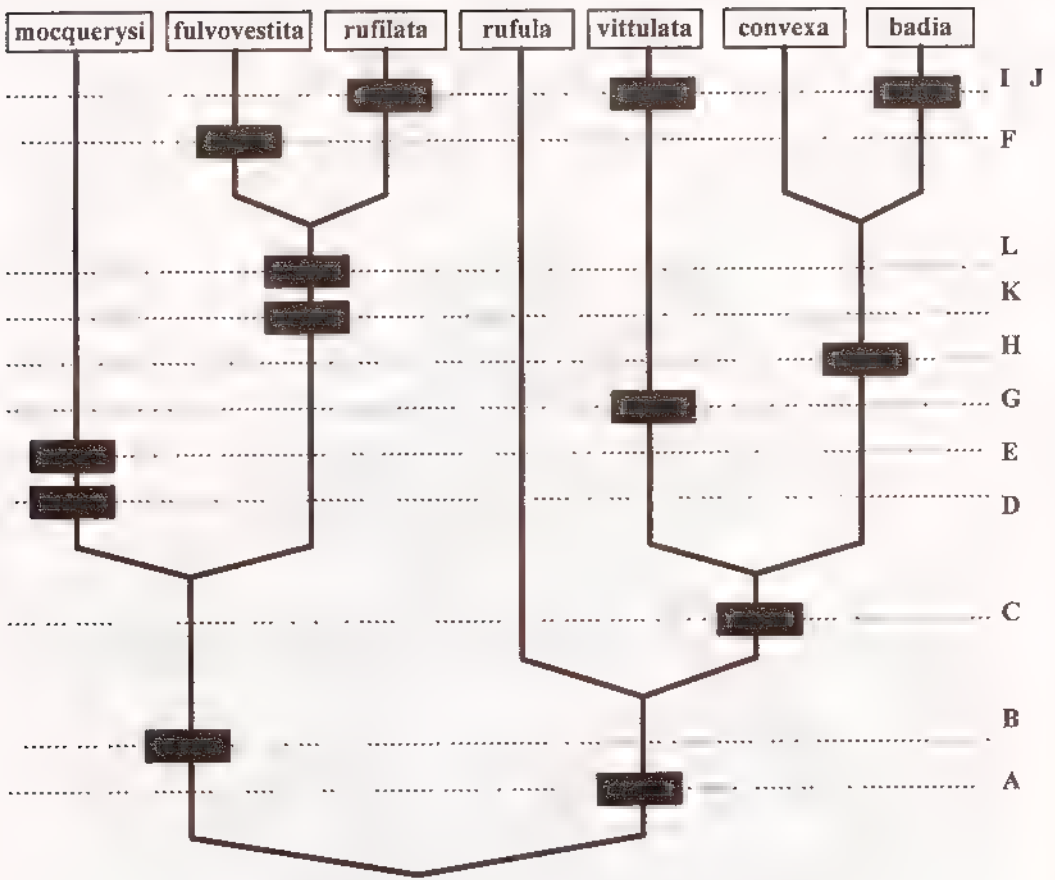 mocquerysi fulvovestita rufilata rufula vittulata convexa badia
I J
F
L
K
H
G
E
D
C
B
A